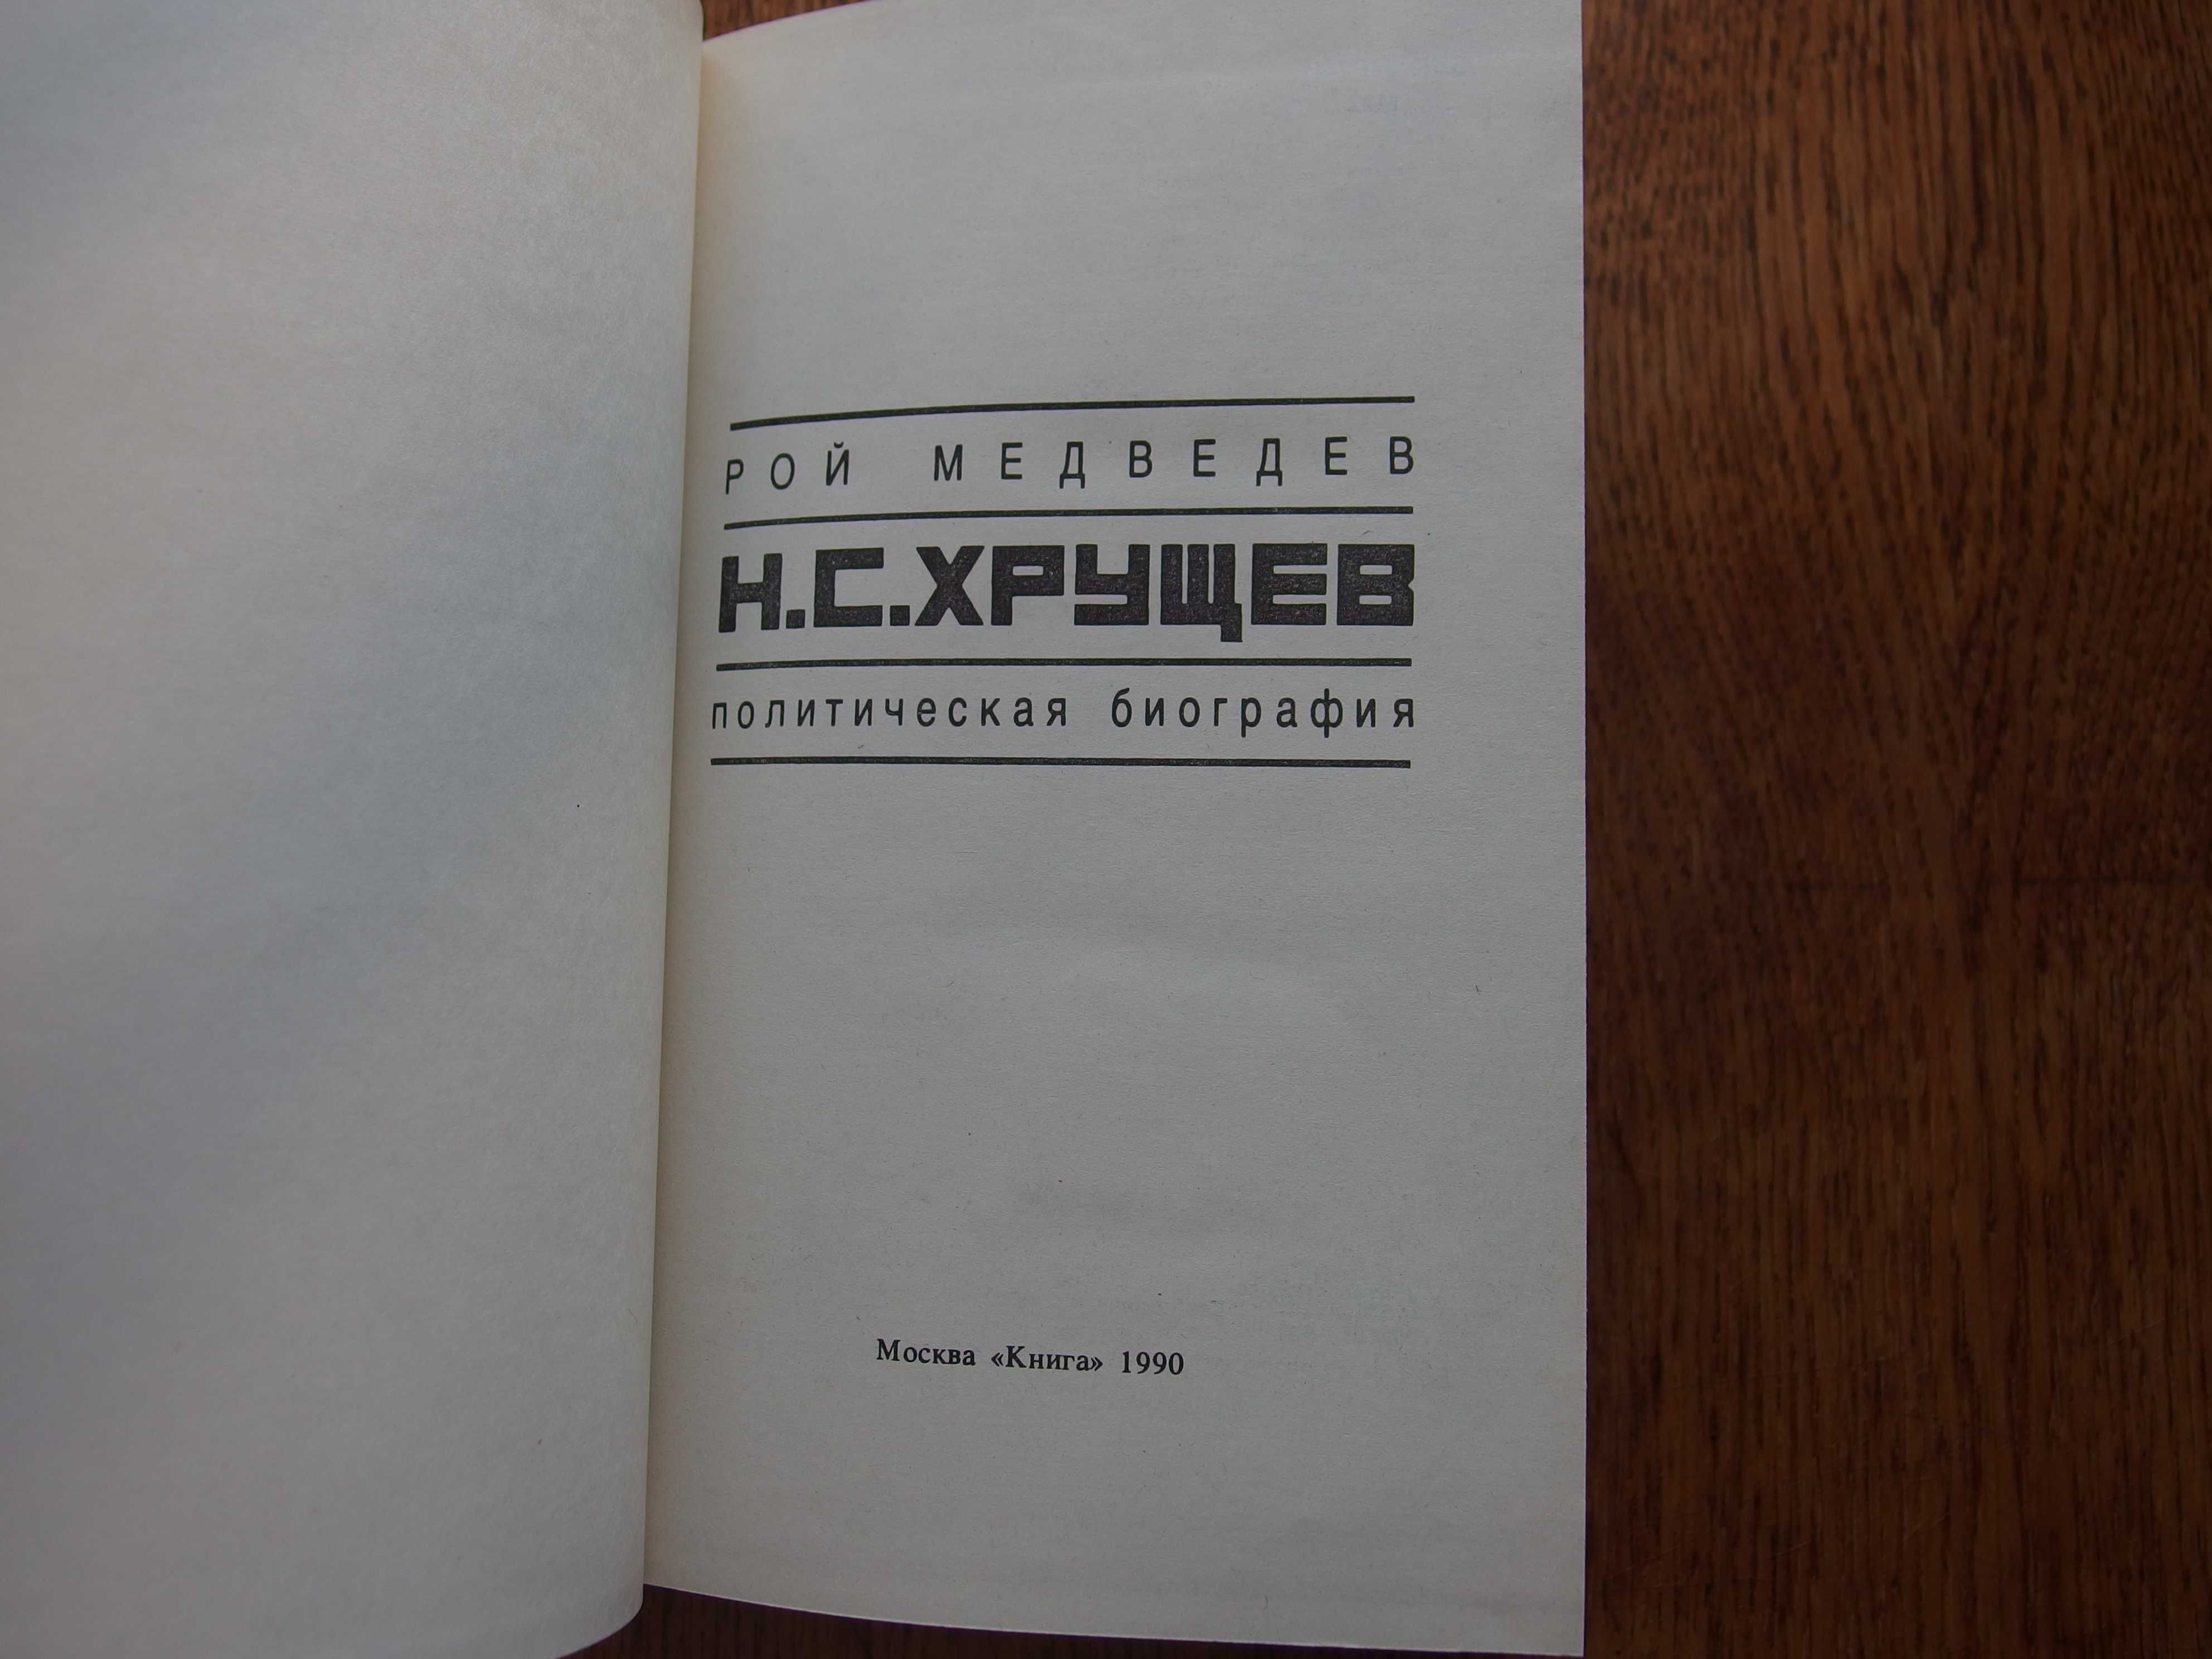 РОЙ МЕДВЕДЕВ
Н.С.ХРУЩЕВ
политическая биография
Москва «Книга» 1990